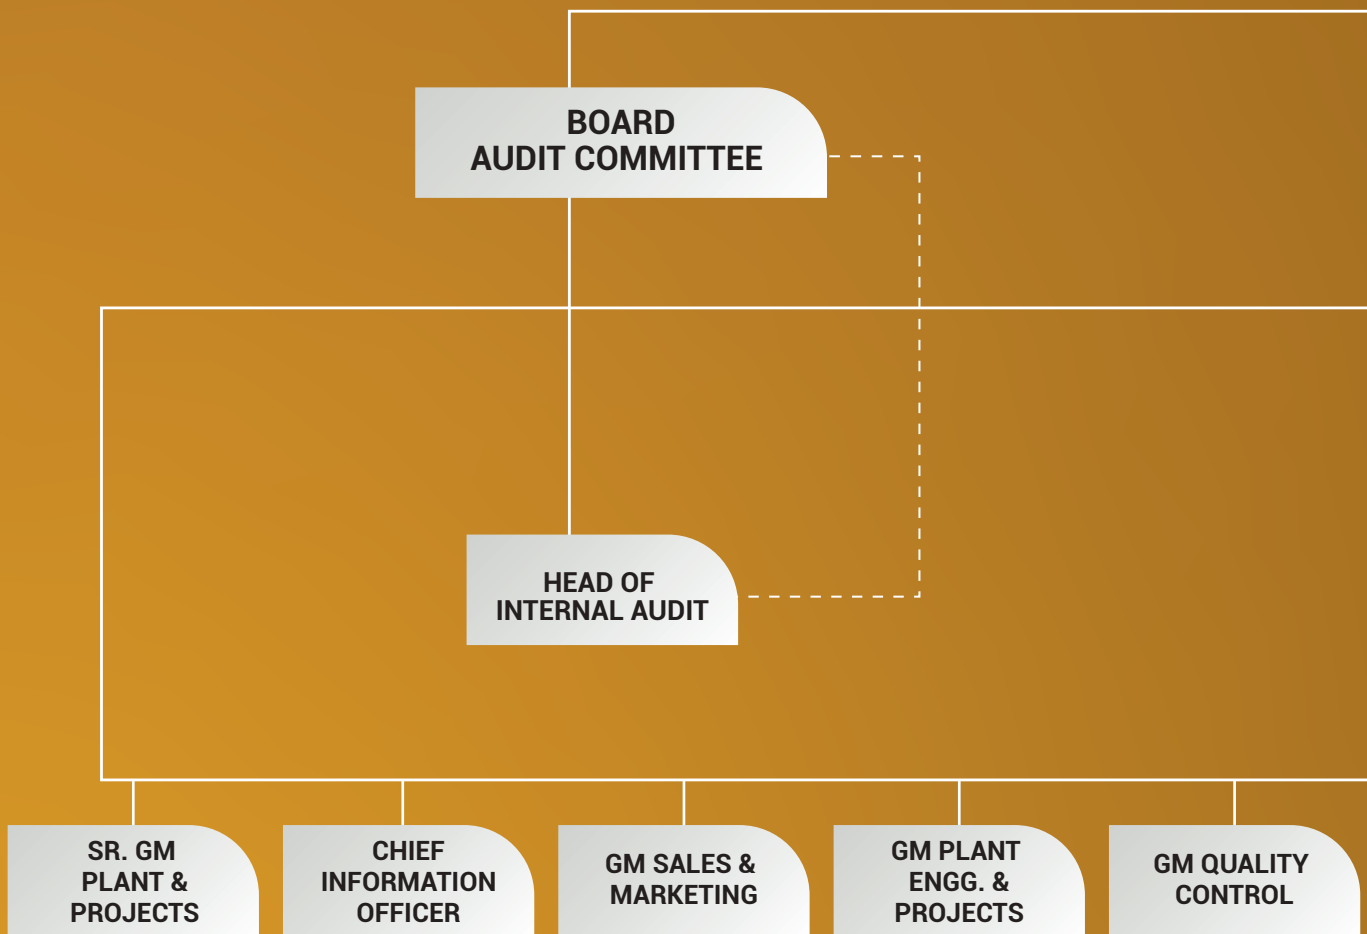 BOARD
AUDIT COMMITTEE
HEAD OF
INTERNAL AUDIT
SR. GM
PLANT &
PROJECTS
CHIEF
INFORMATION
OFFICER
GM SALES &
MARKETING
GM PLANT
ENGG. &
PROJECTS
GM QUALITY
CONTROL